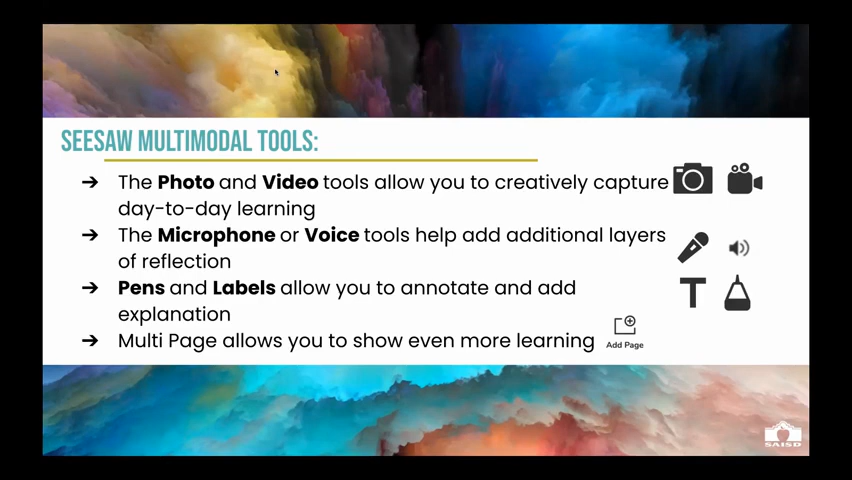 SEESAW MULTIMODAL TOOLS:
➔ The Photo and Video tools allow you to creatively capture
day-to-day learning
➔ The Microphone or Voice tools help add additional layers
of reflection
T
➔ Pens and Labels allow you to annotate and add
explanation
➔ Multi Page allows you to show even more learning
Add Page
SAISD